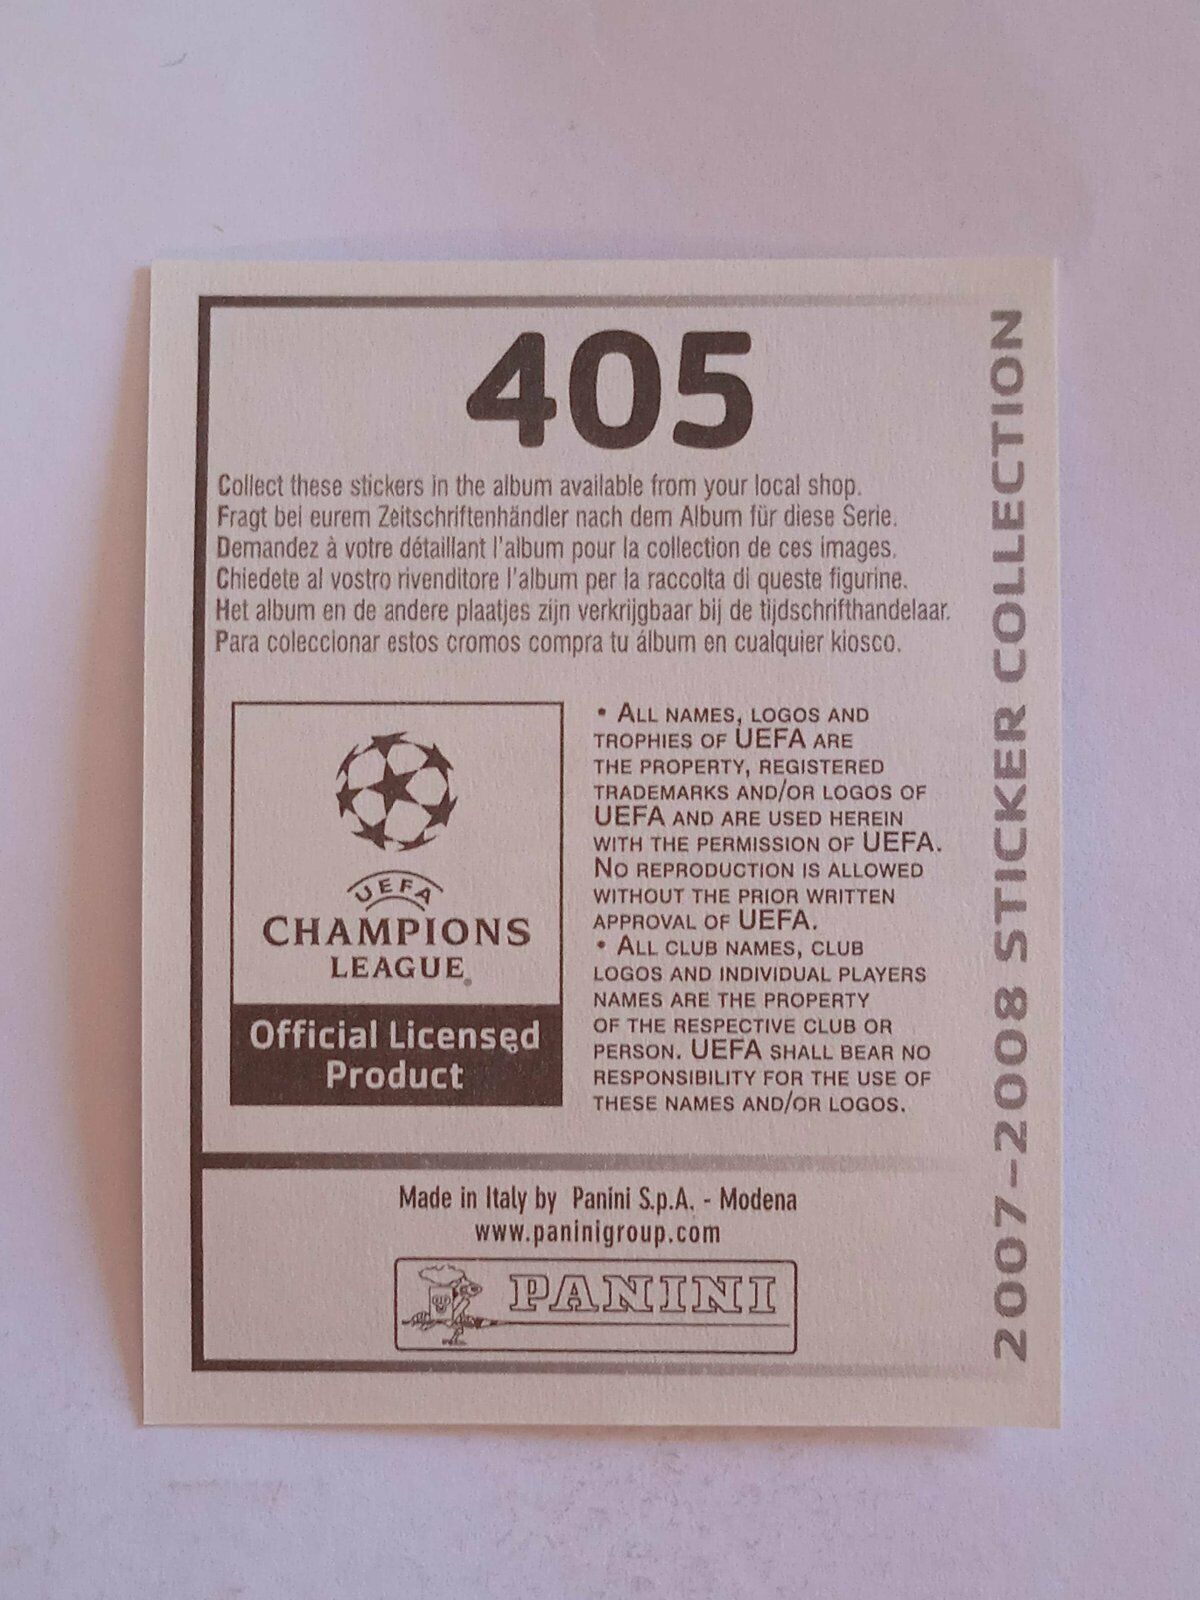 405
Collect these stickers in the album available from your local shop.
Fragt bei eurem Zeitschriftenhändler nach dem Album für diese Serie.
Demandez à votre détaillant l'album pour la collection de ces images.
Chiedete al vostro rivenditore l'album per la raccolta di queste figurine.
Het album en de andere plaatjes zijn verkrijgbaar bij de tijdschrifthandelaar.
Para coleccionar estos cromos compra tu álbum en cualquier kiosco.
UEFA
CHAMPIONS
LEAGUE
Official Licensed
Product
• ALL NAMES, LOGOS AND
TROPHIES OF UEFA ARE
THE PROPERTY, REGISTERED
TRADEMARKS AND/OR LOGOS OF
UEFA AND ARE USED HEREIN
WITH THE PERMISSION OF UEFA.
NO REPRODUCTION IS ALLOWED
WITHOUT THE PRIOR WRITTEN
APPROVAL OF UEFA.
• ALL CLUB NAMES, CLUB
LOGOS AND INDIVIDUAL PLAYERS
NAMES ARE THE PROPERTY
OF THE RESPECTIVE CLUB OR
PERSON. UEFA SHALL BEAR NO
RESPONSIBILITY FOR THE USE OF
THESE NAMES AND/OR LOGOS.
Made in Italy by Panini S.p.A. - Modena
www.paninigroup.com
PANINI
2007-2008 STICKER COLLECTION